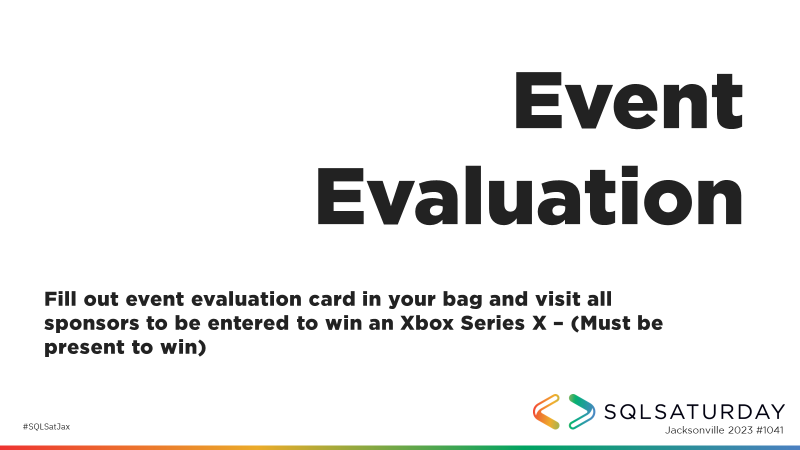 Event
Evaluation
Fill out event evaluation card in your bag and visit all
sponsors to be entered to win an Xbox Series X – (Must be
present to win)
#SQLSatJax
SQLSATURDAY
Jacksonville 2023 #1041